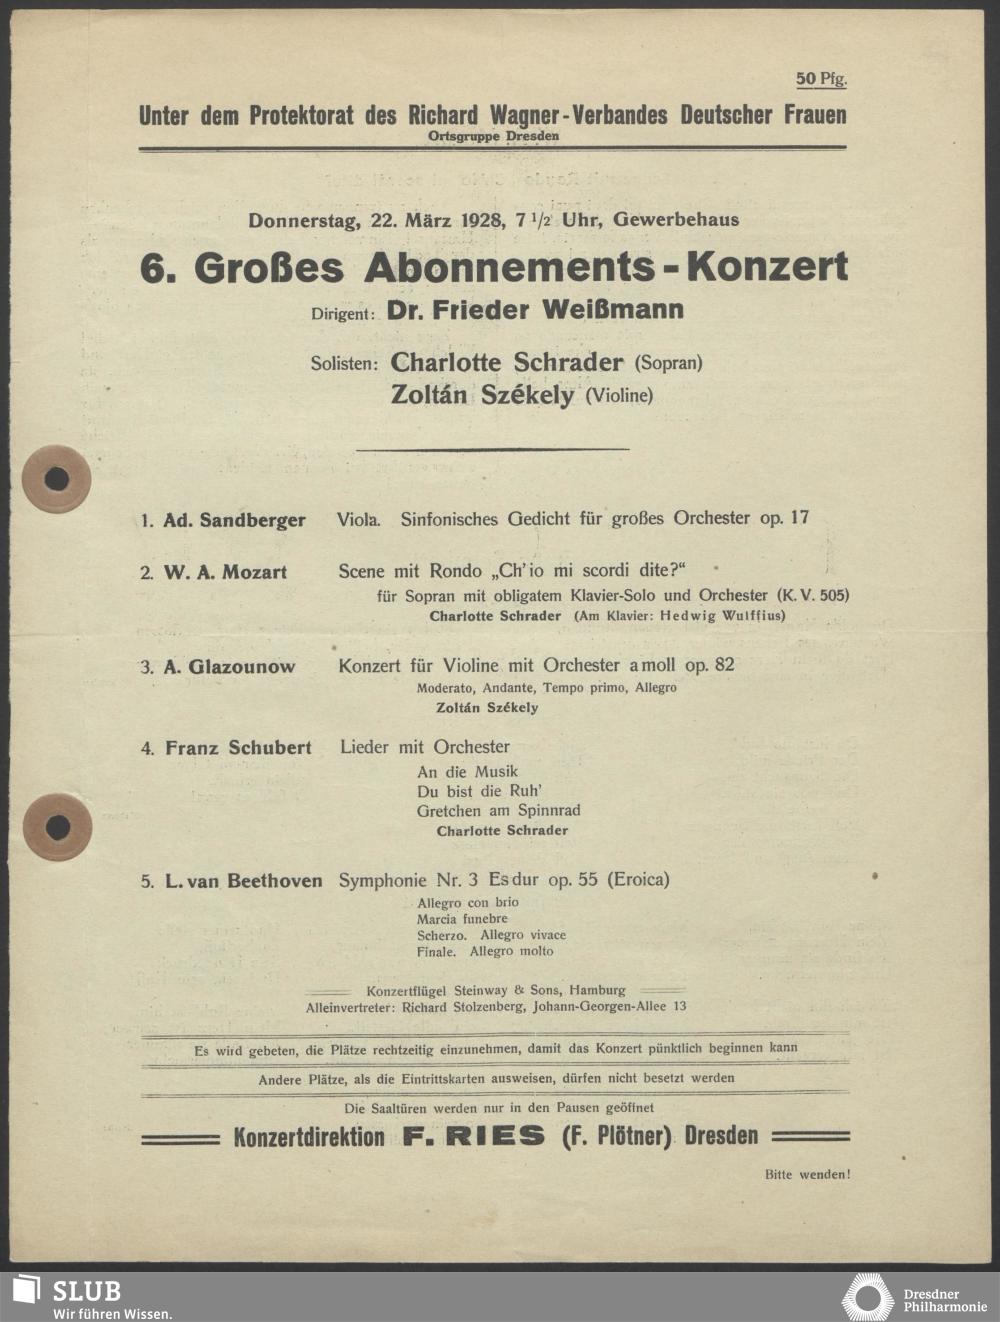 50 Pfg.
Unter dem Protektorat des Richard Wagner-Verbandes Deutscher Frauen
Ortsgruppe Dresden
Donnerstag, 22. März 1928, 7 1/2 Uhr, Gewerbehaus
6. Großes Abonnements-Konzert
Dirigent: Dr. Frieder Weißmann
Solisten: Charlotte Schrader (Sopran)
Zoltán Székely (Violine)
1. Ad. Sandberger Viola. Sinfonisches Gedicht für großes Orchester op. 17
2. W. A. Mozart Scene mit Rondo „Ch'io mi scordi dite?"
für Sopran mit obligatem Klavier-Solo und Orchester (K. V. 505)
Charlotte Schrader (Am Klavier: Hedwig Wulffius)
3. A. Glazounow Konzert für Violine mit Orchester a moll op. 82
Moderato, Andante, Tempo primo, Allegro
Zoltán Székely
4. Franz Schubert Lieder mit Orchester
An die Musik
Du bist die Ruh'
Gretchen am Spinnrad
Charlotte Schrader
5. L. van Beethoven Symphonie Nr. 3 Es dur op. 55 (Eroica)
Allegro con brio
Marcia funebre
Scherzo. Allegro vivace
Finale. Allegro molto
Konzertflügel Steinway & Sons, Hamburg
Alleinvertreter: Richard Stolzenberg, Johann-Georgen-Allee 13
Es wird gebeten, die Plätze rechtzeitig einzunehmen, damit das Konzert pünktlich beginnen kann
Andere Plätze, als die Eintrittskarten ausweisen, dürfen nicht besetzt werden
Die Saaltüren werden nur in den Pausen geöffnet
Konzertdirektion F. RIES (F. Plötner) Dresden
Bitte wenden!
SLUB
Wir führen Wissen.
Dresdner
Philharmonie